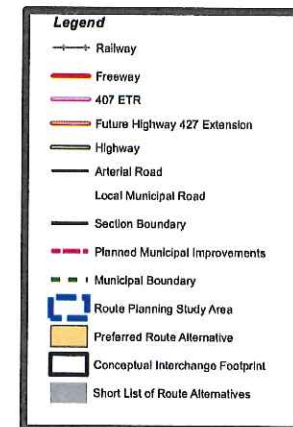 Legend
Railway
Freeway
407 ETR
Future Highway 427 Extension
Highway
Arterial Road
Local Municipal Road
Section Boundary
Planned Municipal Improvements
Municipal Boundary
Route Planning Study Area
Preferred Route Alternative
Conceptual Interchange Footprint
Short List of Route Alternatives